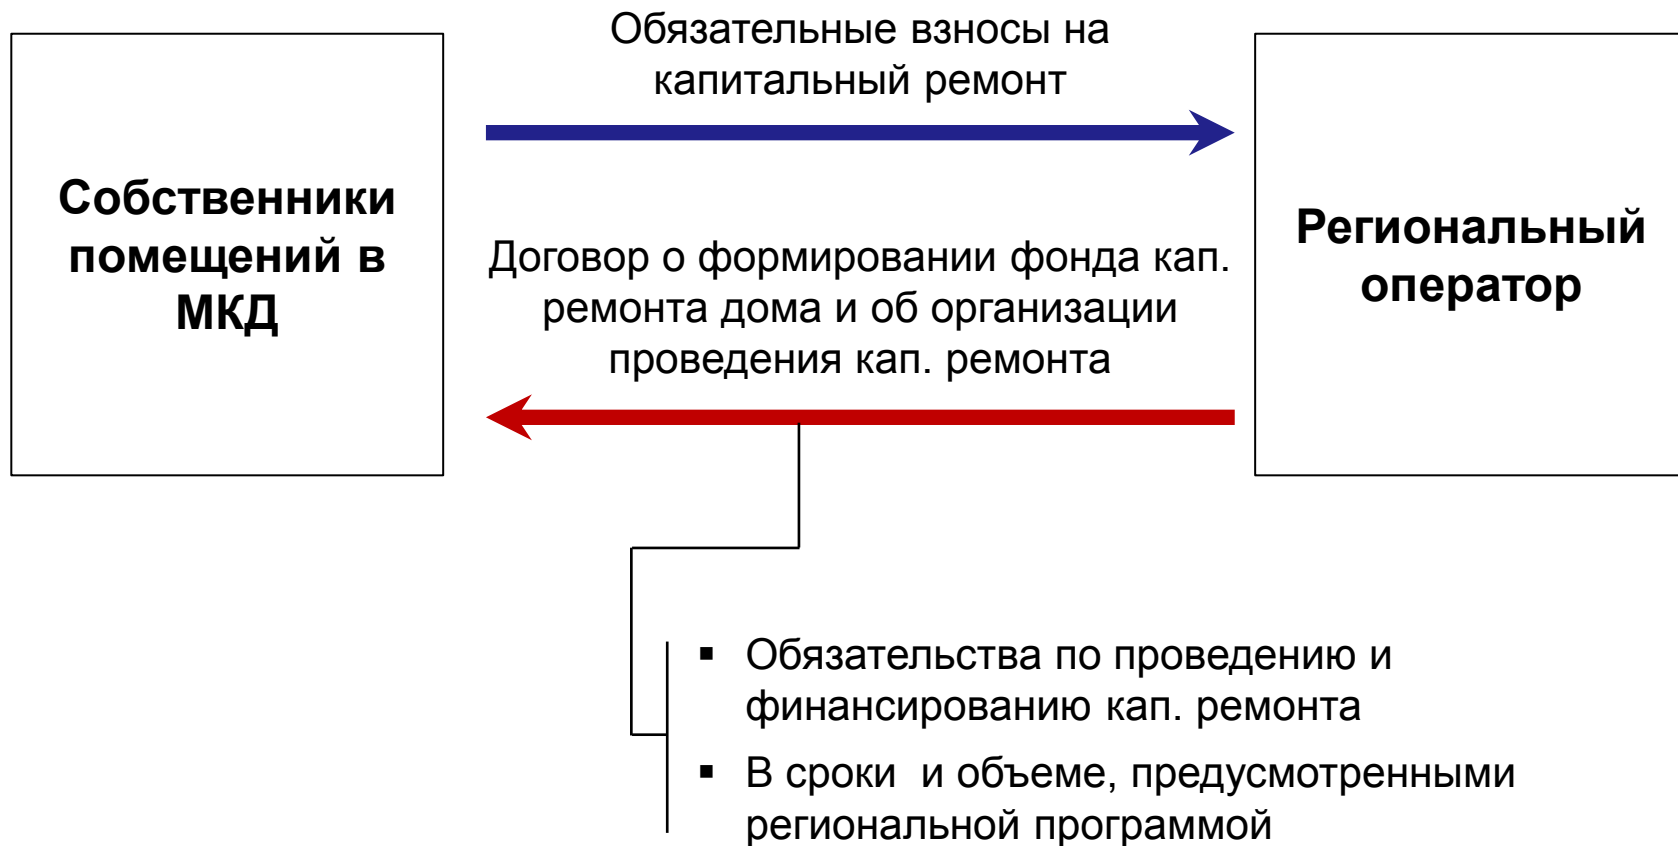 Обязательные взносы на
капитальный ремонт
Собственники
помещений в
МКД
Региональный
оператор
Договор о формировании фонда кап.
ремонта дома и об организации
проведения кап. ремонта
▪ Обязательства по проведению и
финансированию кап. ремонта
▪ В сроки и объеме, предусмотренными
региональной программой